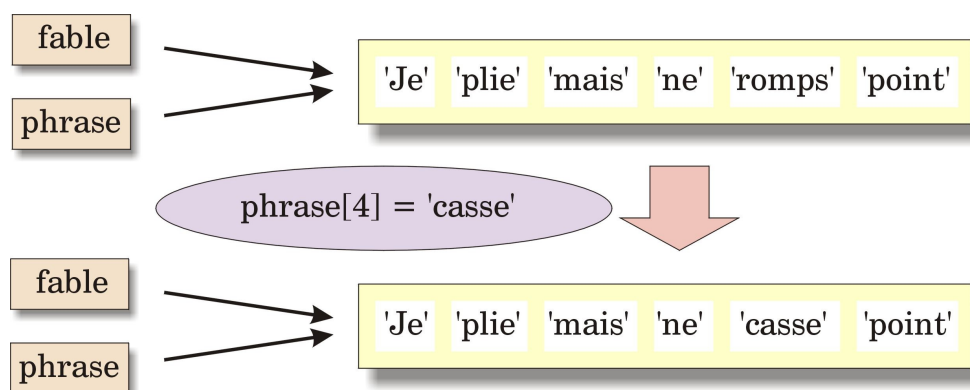 fable
phrase
'Je' 'plie' 'mais' 'ne' 'romps' 'point'
phrase[4] = 'casse'
fable
phrase
'Je' 'plie' 'mais' 'ne' 'casse' 'point'